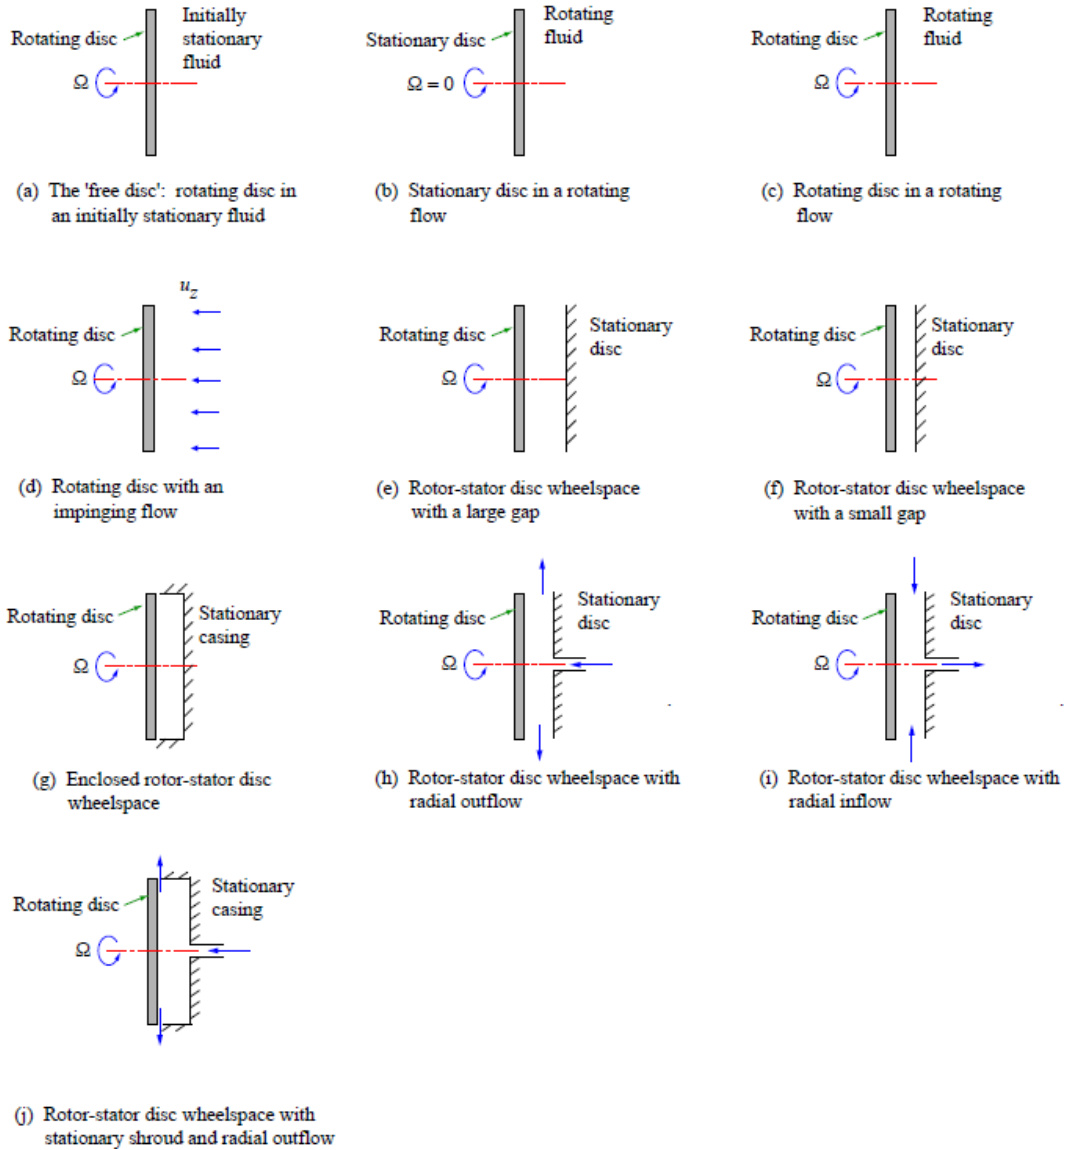 Initially
stationary
fluid
Rotating disc
Ω
(a) The 'free disc': rotating disc in
an initially stationary fluid
Rotating
fluid
Stationary disc
Ω = 0
(b) Stationary disc in a rotating
flow
Rotating
fluid
Rotating disc
Ω
(c) Rotating disc in a rotating
flow
u_z
Rotating disc
Ω
(d) Rotating disc with an
impinging flow
Rotating disc
Stationary
disc
Ω
(e) Rotor-stator disc wheelspace
with a large gap
Rotating disc
Stationary
disc
Ω
(f) Rotor-stator disc wheelspace
with a small gap
Rotating disc
Stationary
casing
Ω
(g) Enclosed rotor-stator disc
wheelspace
Rotating disc
Stationary
disc
Ω
(h) Rotor-stator disc wheelspace with
radial outflow
Rotating disc
Stationary
disc
Ω
(i) Rotor-stator disc wheelspace with
radial inflow
Rotating disc
Stationary
casing
Ω
(j) Rotor-stator disc wheelspace with
stationary shroud and radial outflow